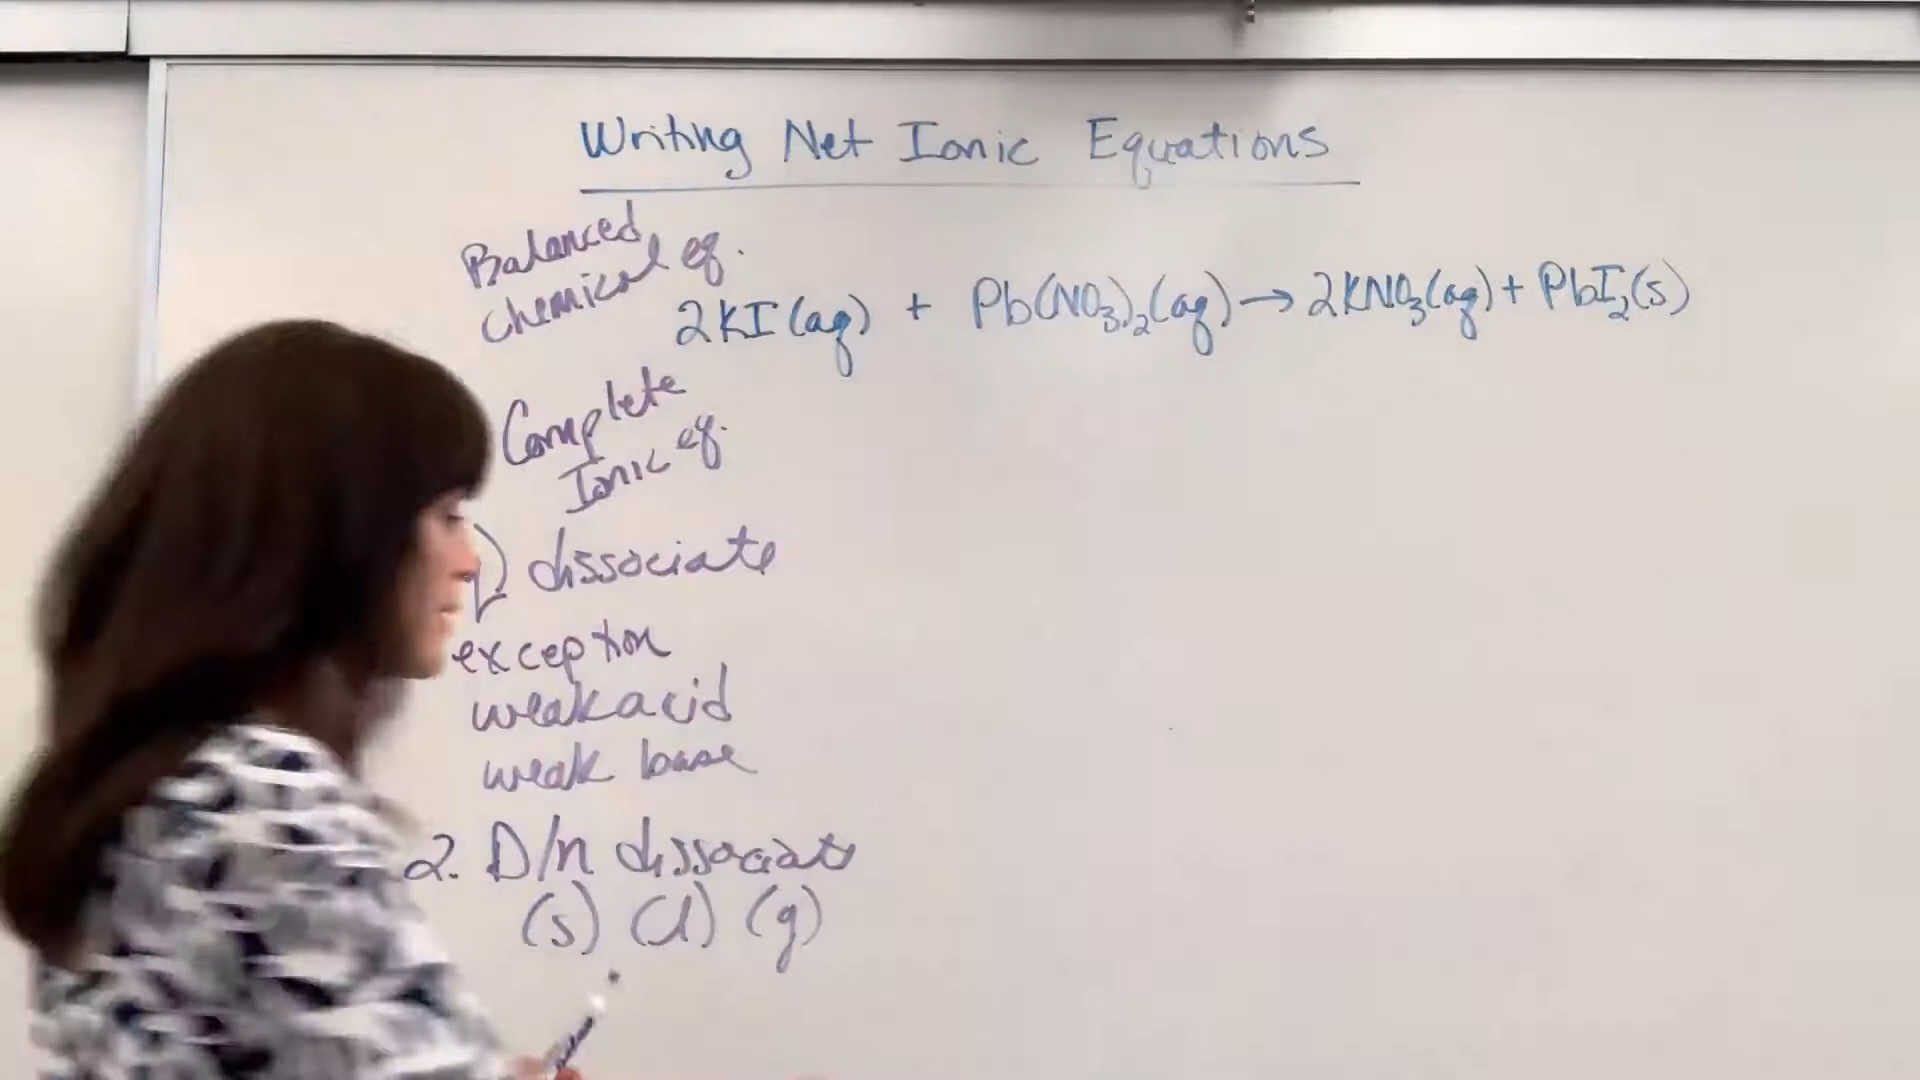 Writing Net Ionic Equations
Balanced
chemical eq.
2KI(aq) + Pb(NO₃)₂(aq) → 2KNO₃(aq) + PbI₂(s)
Complete
Ionic eq.
q) dissociate
exception
weak acid
weak base
2. D/n dissociate
(s) (l) (g)